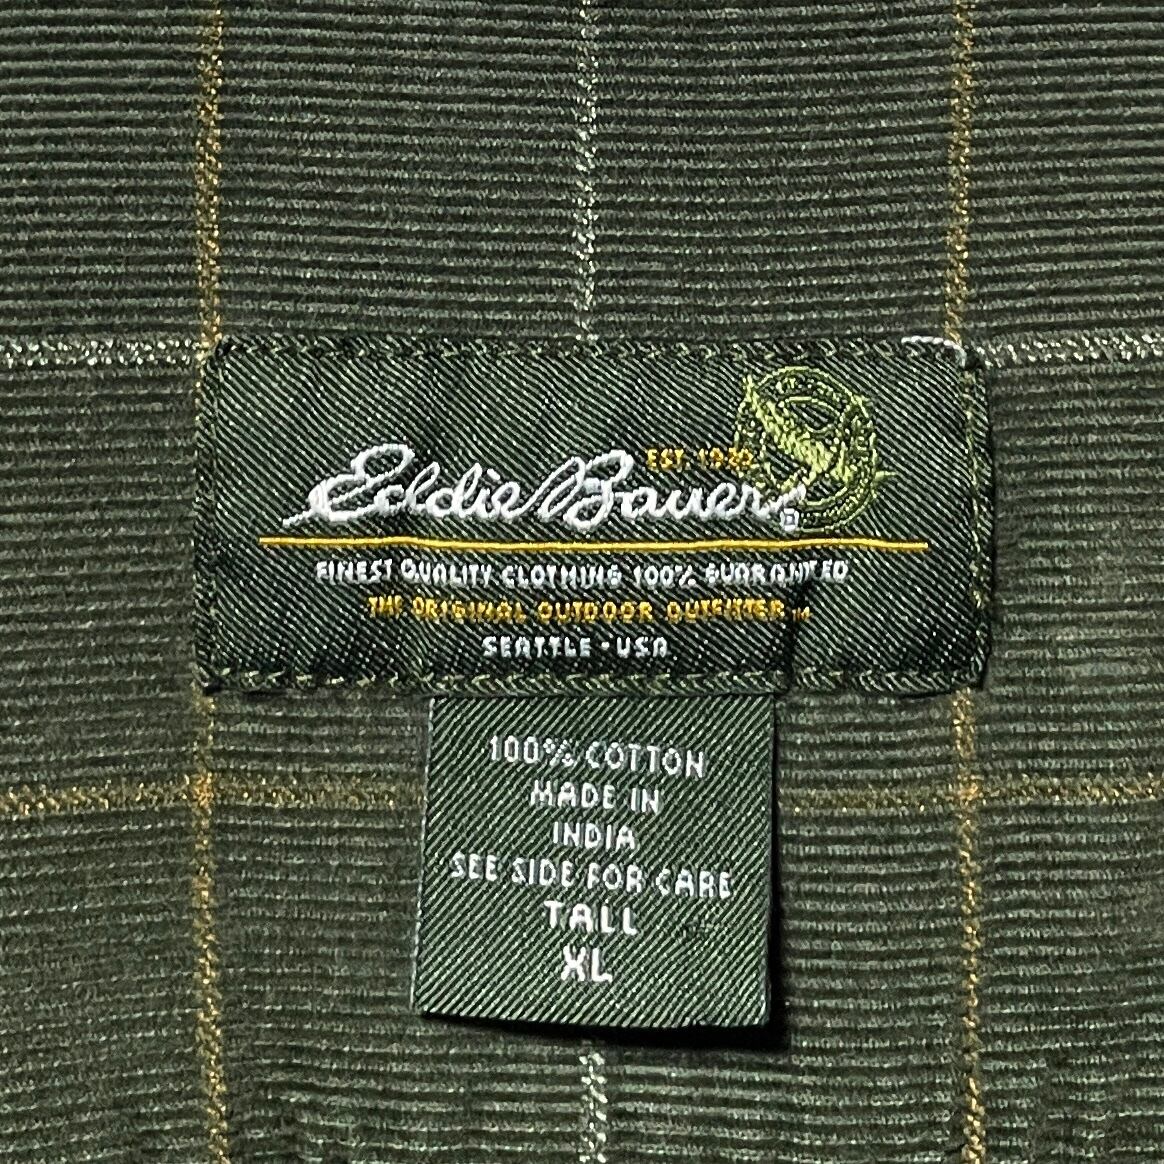 EST. 1920
Eddie Bauer®
FINEST QUALITY CLOTHING 100% GUARANTEED
THE ORIGINAL OUTDOOR OUTFITTER™
SEATTLE · USA
100% COTTON
MADE IN
INDIA
SEE SIDE FOR CARE
TALL
XL